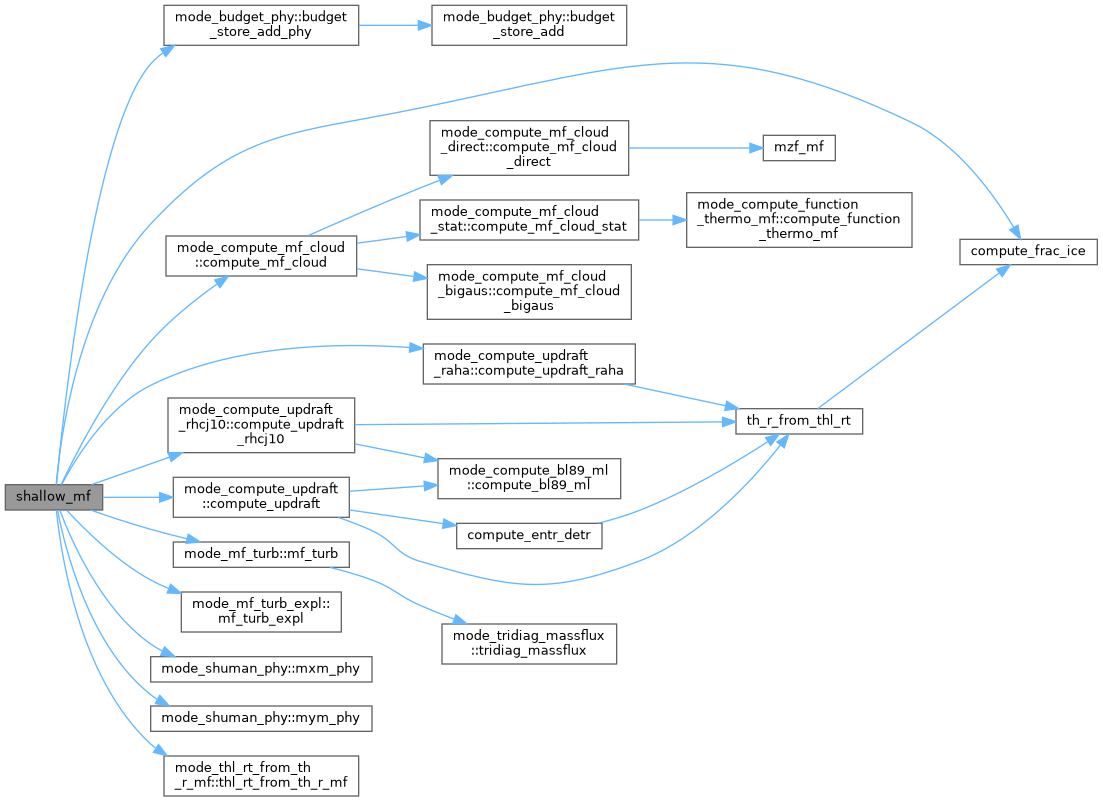 mode_budget_phy::budget
_store_add_phy
mode_budget_phy::budget
_store_add
mode_compute_mf_cloud
_direct::compute_mf_cloud
_direct
mzf_mf
mode_compute_mf_cloud
_stat::compute_mf_cloud_stat
mode_compute_function
_thermo_mf::compute_function
_thermo_mf
mode_compute_mf_cloud
::compute_mf_cloud
compute_frac_ice
mode_compute_mf_cloud
_bigaus::compute_mf_cloud
_bigaus
mode_compute_updraft
_raha::compute_updraft_raha
mode_compute_updraft
_rhcj10::compute_updraft
_rhcj10
th_r_from_thl_rt
mode_compute_bl89_ml
::compute_bl89_ml
shallow_mf
mode_compute_updraft
::compute_updraft
compute_entr_detr
mode_mf_turb::mf_turb
mode_mf_turb_expl::
mf_turb_expl
mode_tridiag_massflux
::tridiag_massflux
mode_shuman_phy::mxm_phy
mode_shuman_phy::mym_phy
mode_thl_rt_from_th
_r_mf::thl_rt_from_th_r_mf